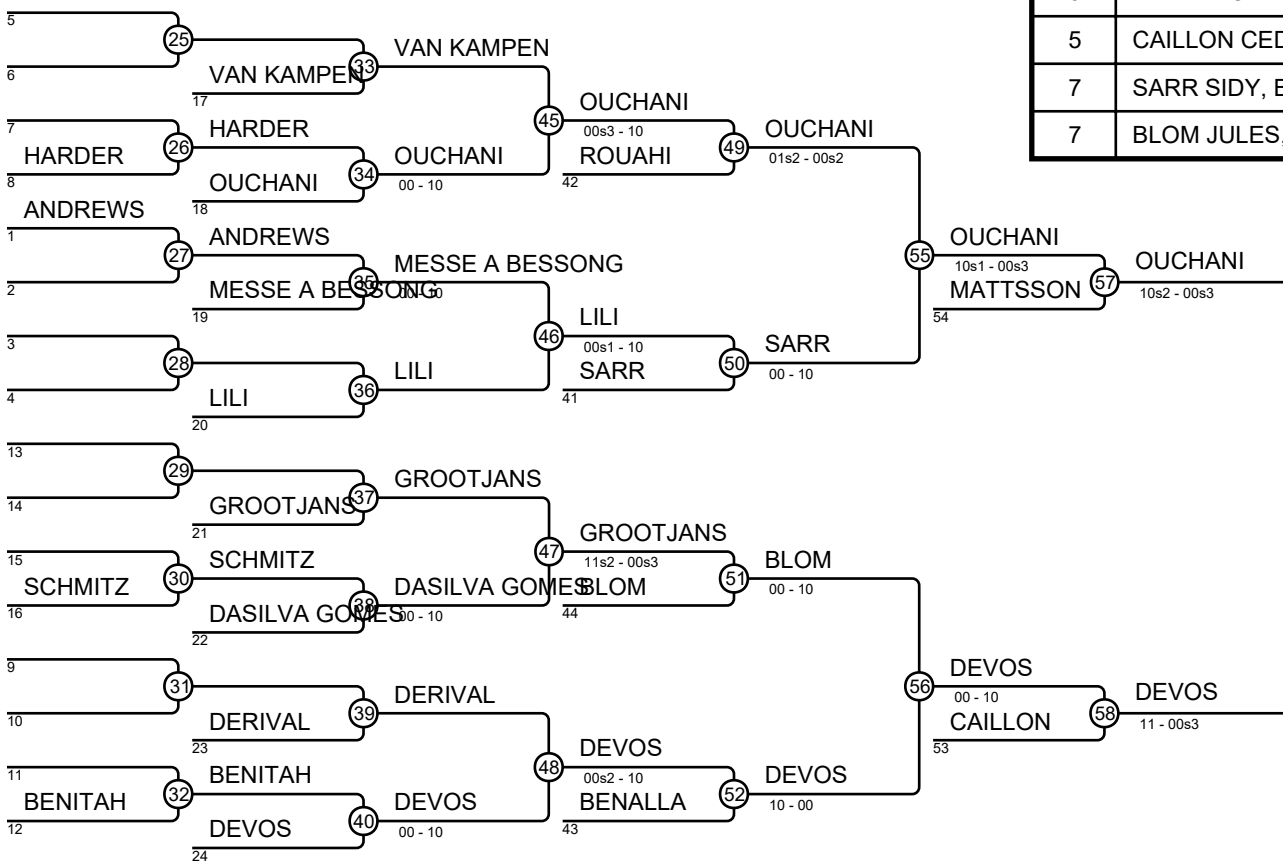 5
25
6
VAN KAMPEN
17
33
VAN KAMPEN
7
HARDER
8
26
HARDER
OUCHANI
18
34
OUCHANI
00 - 10
45
OUCHANI
00s3 - 10
ROUAHI
42
49
OUCHANI
01s2 - 00s2
ANDREWS
1
2
27
ANDREWS
MESSE A BESSONG
19
35
MESSE A BESSONG
00 - 10
3
4
28
LILI
20
36
LILI
46
LILI
00s1 - 10
SARR
41
50
SARR
00 - 10
55
OUCHANI
10s1 - 00s3
MATTSSON
54
57
OUCHANI
10s2 - 00s3
13
14
29
GROOTJANS
21
37
GROOTJANS
15
SCHMITZ
16
30
SCHMITZ
DASILVA GOMES
22
38
DASILVA GOMES
00 - 10
47
GROOTJANS
11s2 - 00s3
BLOM
44
51
BLOM
00 - 10
9
10
31
DERIVAL
23
39
DERIVAL
11
BENITAH
12
32
BENITAH
DEVOS
24
40
DEVOS
00 - 10
48
DEVOS
00s2 - 10
BENALLA
43
52
DEVOS
10 - 00
56
DEVOS
00 - 10
CAILLON
53
58
DEVOS
11 - 00s3
5 CAILLON CED
7 SARR SIDY, 
7 BLOM JULES,